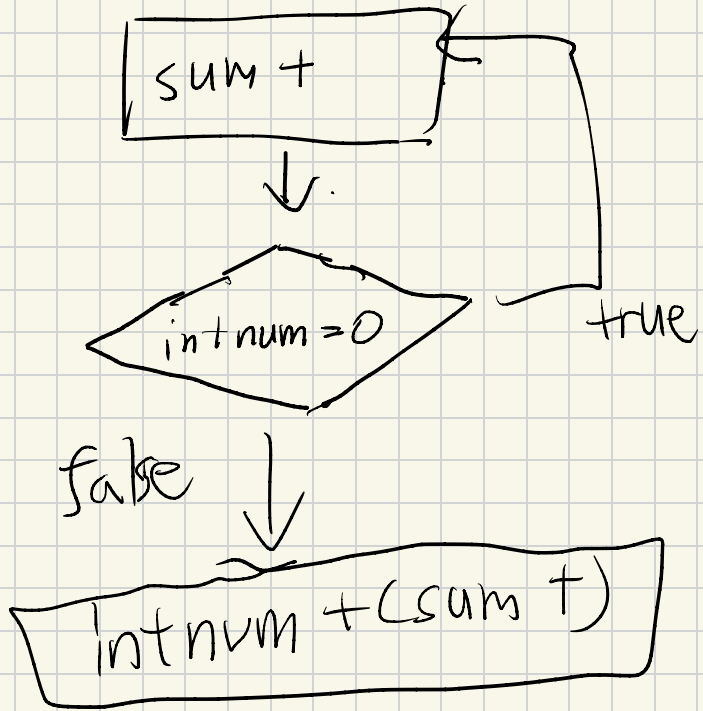 sum +
int num = 0
true
false
int num + (sum +)